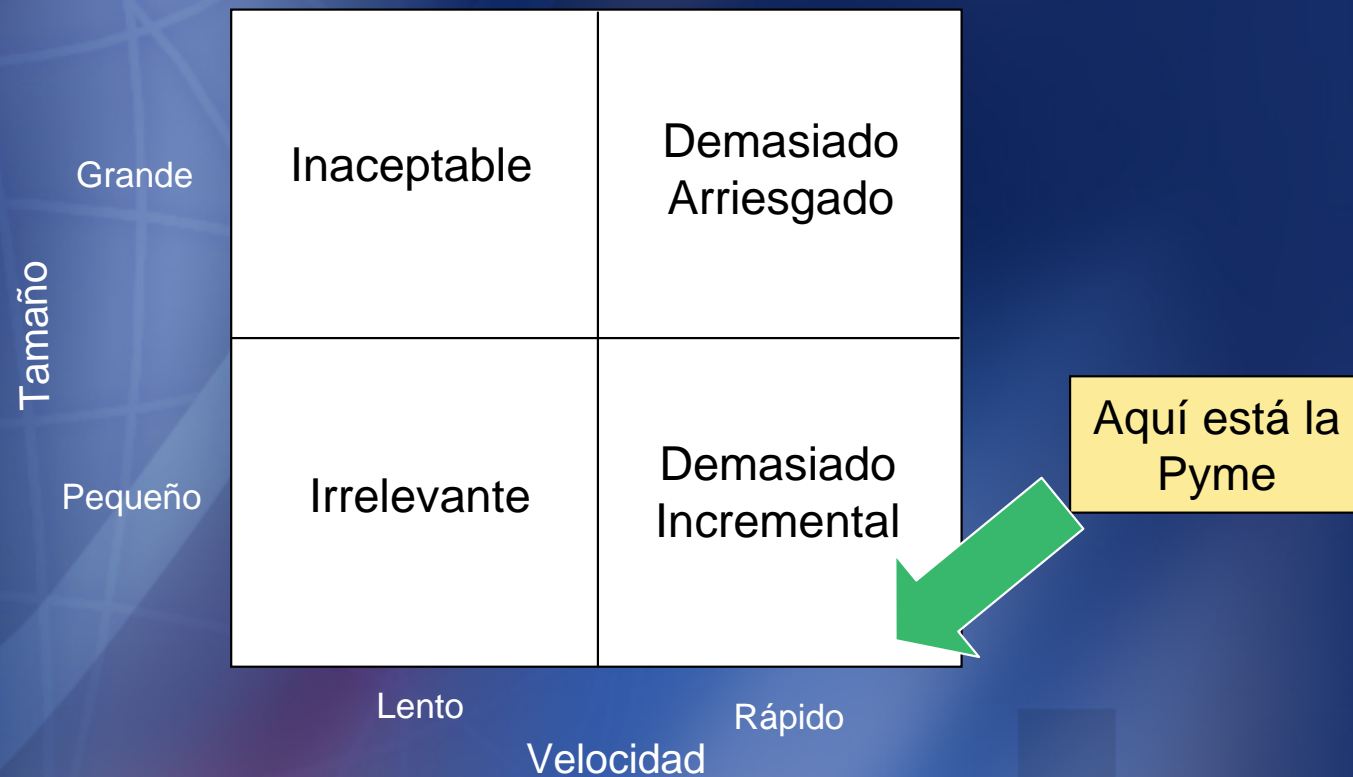 Tamaño
Grande
Inaceptable
Demasiado
Arriesgado
Pequeño
Irrelevante
Demasiado
Incremental
Aquí está la
Pyme
Lento
Rápido
Velocidad